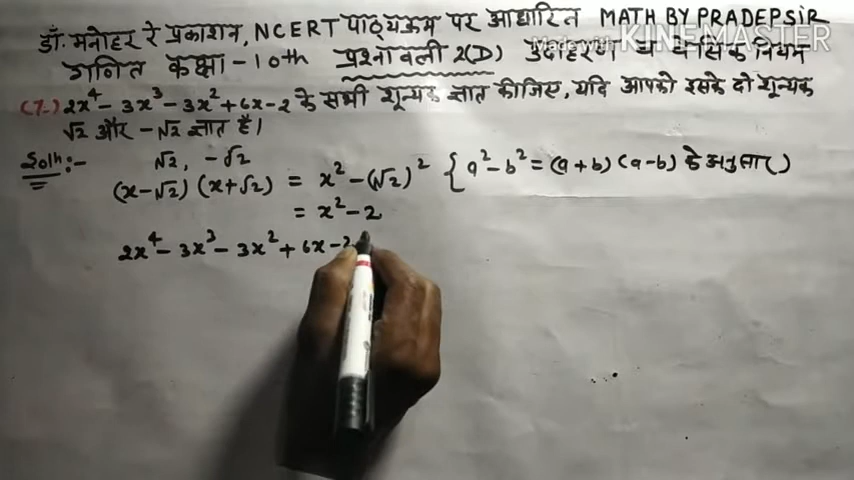 डॉ. मनोहर रे प्रकाशन, NCERT पाठ्यक्रम पर आधारित MATH BY PRADEPSIR
Made with KINEMASTER
गणित कक्षा - 10th प्रश्नावली 2(D) उदाहरण
(7-) 2x⁴ - 3x³ - 3x² + 6x - 2 के सभी शून्यक ज्ञात कीजिए, यदि आपको इसके दो शून्यक
√2 और -√2 ज्ञात है।
Solⁿ:- √2, -√2
(x-√2) (x+√2) = x² - (√2)² { a² - b² = (a + b) (a - b) के अनुसार }
= x² - 2
2x⁴ - 3x³ - 3x² + 6x - 2